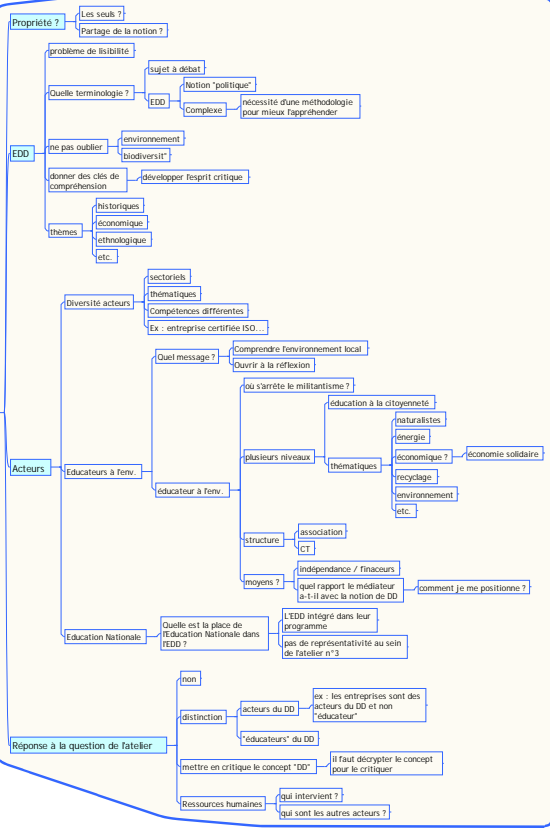 Propriété ?
Les seuls ?
Partage de la notion ?
EDD
problème de lisibilité
Quelle terminologie ?
sujet à débat
EDD
Notion "politique"
Complexe
nécessité d'une méthodologie
pour mieux l'appréhender
ne pas oublier
environnement
biodiversit"
donner des clés de
compréhension
développer l'esprit critique
thèmes
historiques
économique
ethnologique
etc.
Acteurs
Diversité acteurs
sectoriels
thématiques
Compétences différentes
Ex : entreprise certifiée ISO...
Educateurs à l'env.
Quel message ?
Comprendre l'environnement local
Ouvrir à la réflexion
éducateur à l'env.
où s'arrête le militantisme ?
plusieurs niveaux
éducation à la citoyenneté
thématiques
naturalistes
énergie
économique ?
économie solidaire
recyclage
environnement
etc.
structure
association
CT
moyens ?
indépendance / finaceurs
quel rapport le médiateur
a-t-il avec la notion de DD
comment je me positionne ?
Education Nationale
Quelle est la place de
l'Education Nationale dans
l'EDD ?
L'EDD intégré dans leur
programme
pas de représentativité au sein
de l'atelier n°3
Réponse à la question de l'atelier
non
distinction
acteurs du DD
ex : les entreprises sont des
acteurs du DD et non
"éducateur"
"éducateurs" du DD
mettre en critique le concept "DD"
il faut décrypter le concept
pour le critiquer
Ressources humaines
qui intervient ?
qui sont les autres acteurs ?